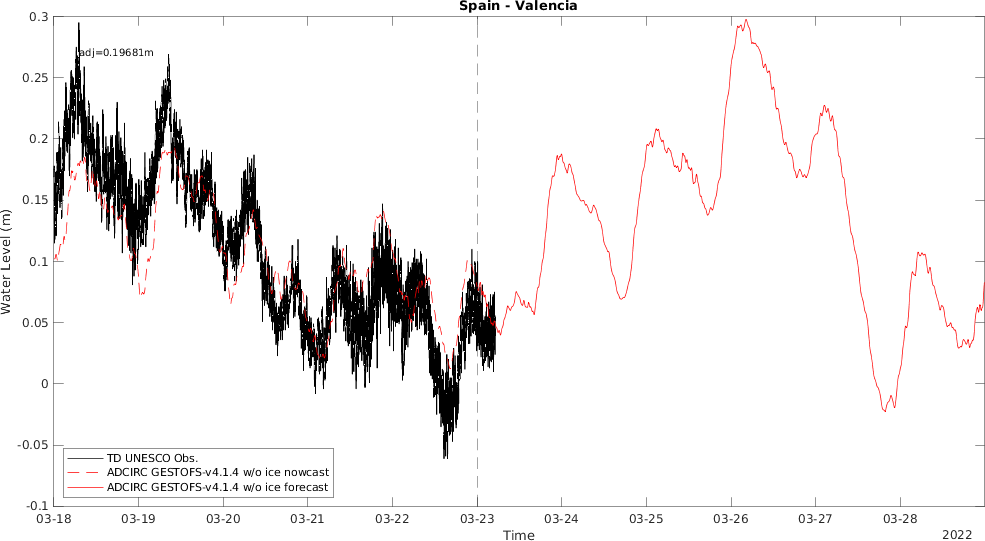 Spain - Valencia
0.3
0.25
0.2
0.15
0.1
0.05
0
-0.05
-0.1
Water Level (m)
adj=0.19681m
TD UNESCO Obs.
ADCIRC GESTOFS-v4.1.4 w/o ice nowcast
ADCIRC GESTOFS-v4.1.4 w/o ice forecast
03-18 03-19 03-20 03-21 03-22 03-23 03-24 03-25 03-26 03-27 03-28
Time
2022